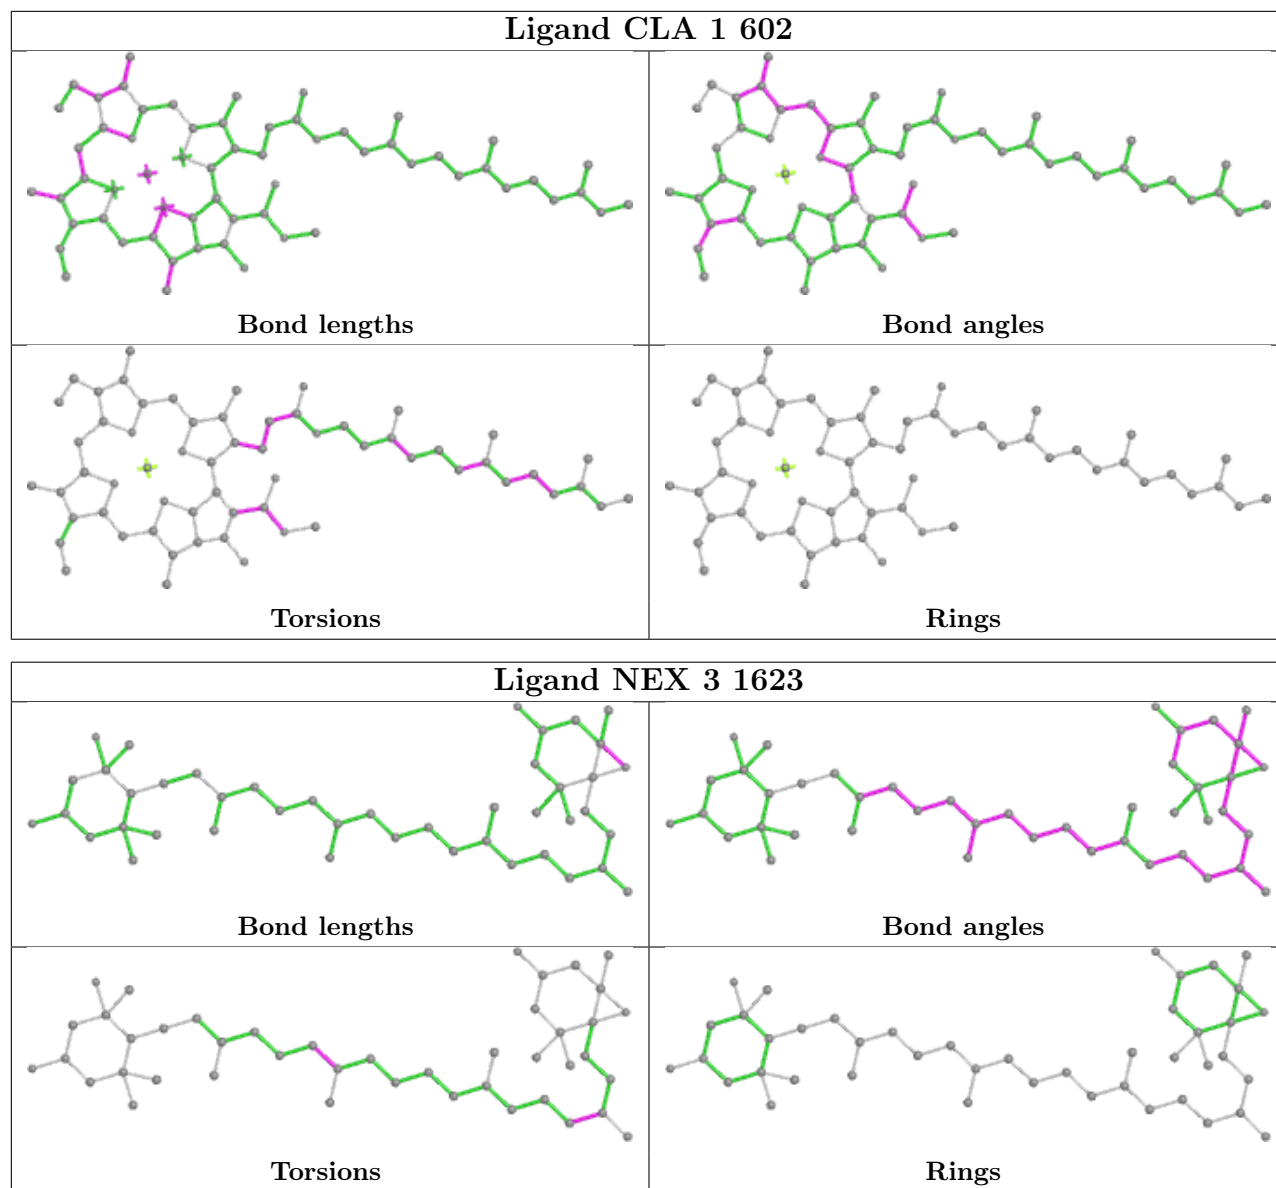 Ligand CLA 1 602
Bond lengths
Bond angles
Torsions
Rings
Ligand NEX 3 1623
Bond lengths
Bond angles
Torsions
Rings